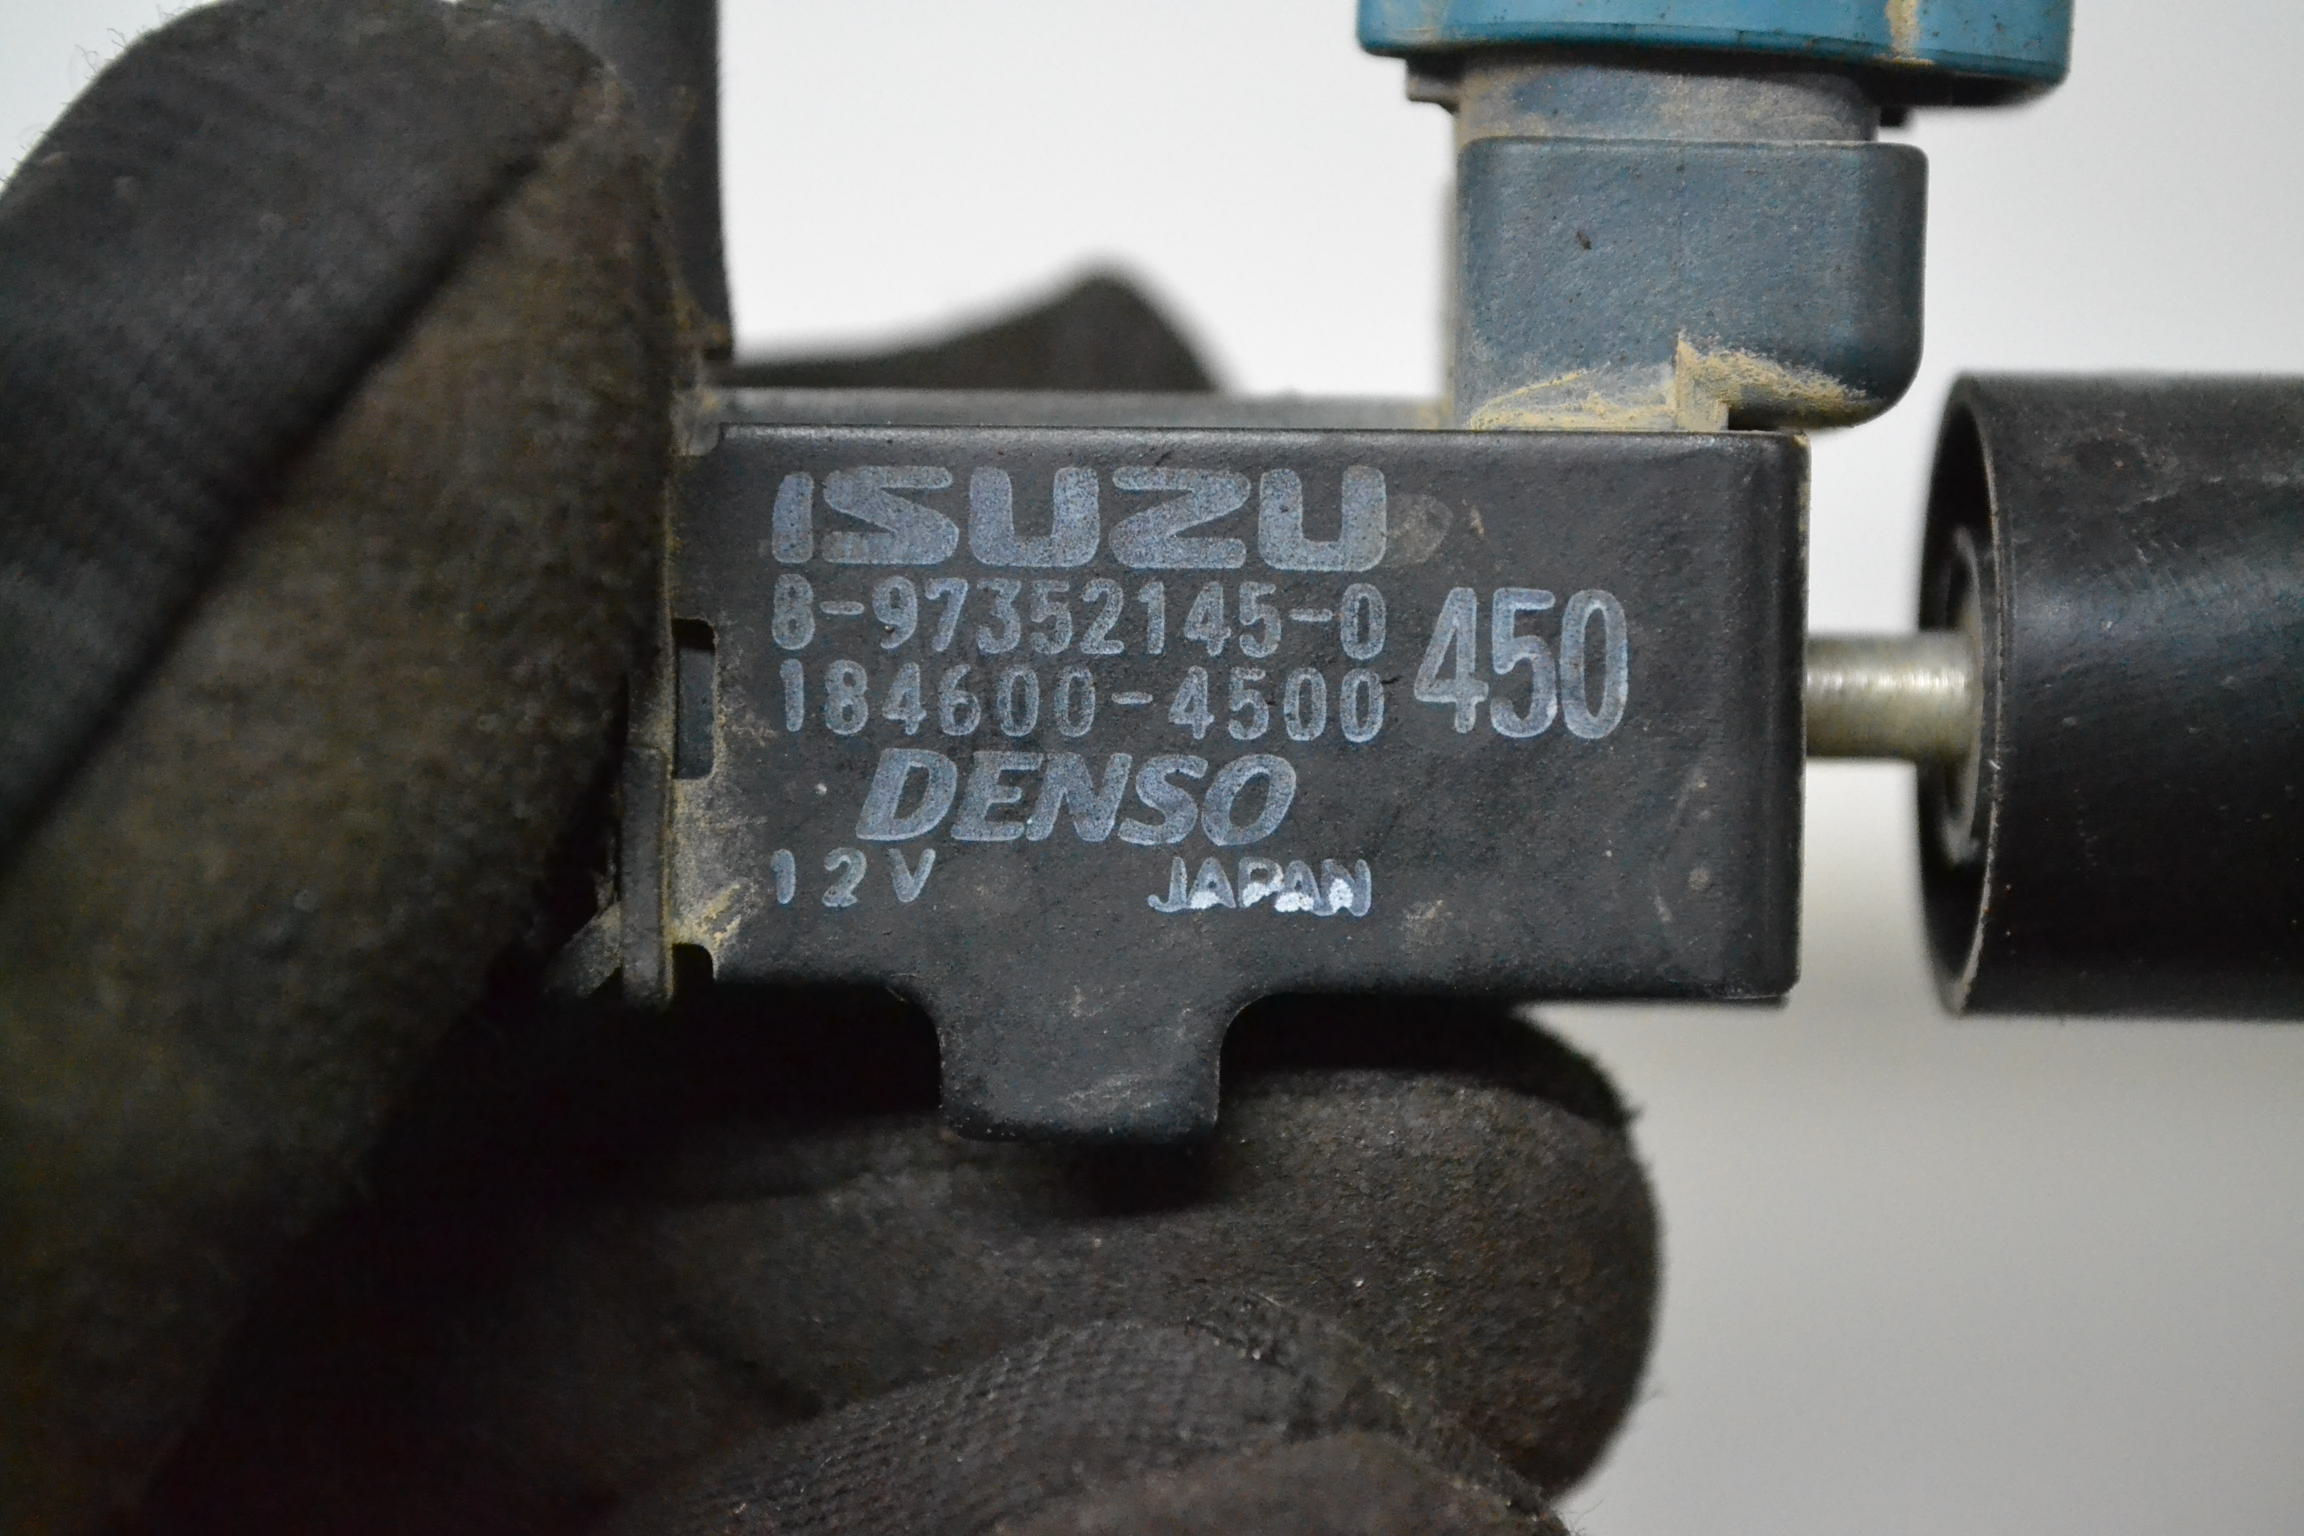 ISUZU
8-97352145-0
184600-4500
450
DENSO
12V JAPAN